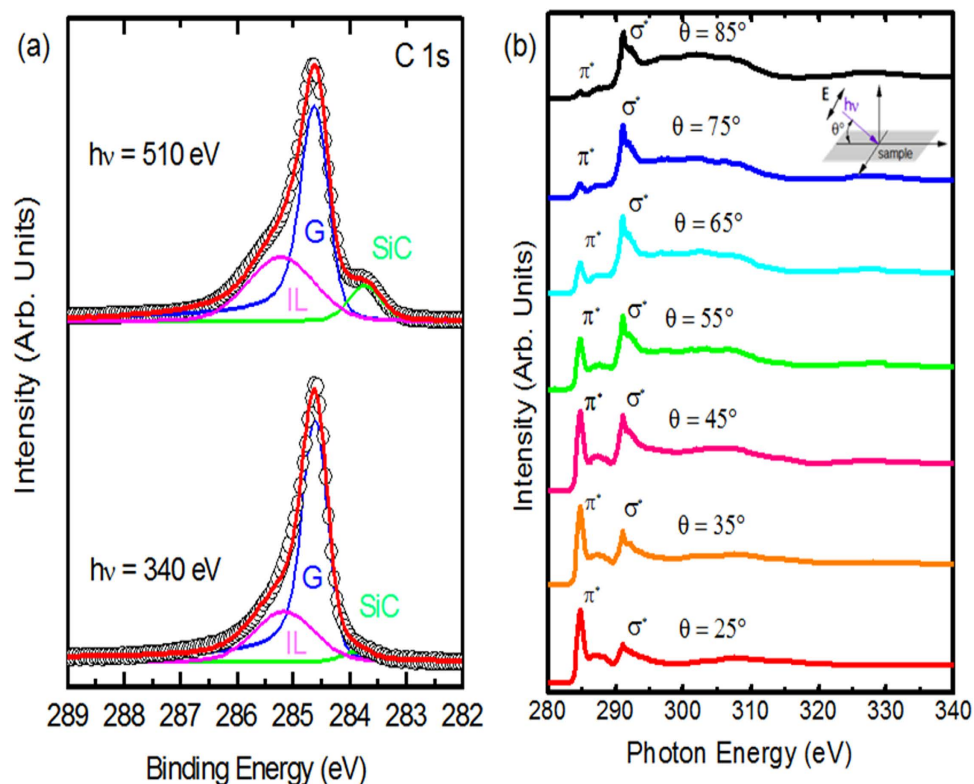 (a)
C 1s
hν = 510 eV
G
SiC
IL
hν = 340 eV
G
SiC
IL
Intensity (Arb. Units)
289 288 287 286 285 284 283 282
Binding Energy (eV)
(b)
σ* θ = 85°
π*
E
hν
θ°
sample
σ* θ = 75°
π*
σ* θ = 65°
π*
σ* θ = 55°
π*
π* σ* θ = 45°
π* σ* θ = 35°
π* σ* θ = 25°
Intensity (Arb. Units)
280 290 300 310 320 330 340
Photon Energy (eV)